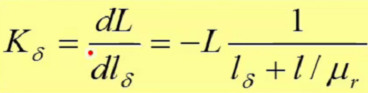 K_δ = dL/dl_δ = -L 1/(l_δ + l/μ_r)